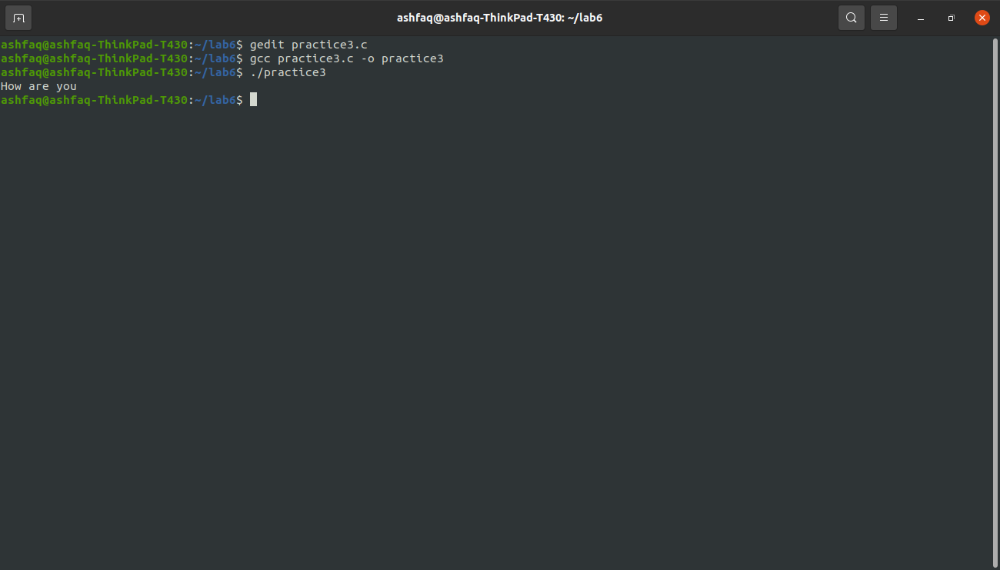 ashfaq@ashfaq-ThinkPad-T430: ~/lab6
ashfaq@ashfaq-ThinkPad-T430:~/lab6$ gedit practice3.c
ashfaq@ashfaq-ThinkPad-T430:~/lab6$ gcc practice3.c -o practice3
ashfaq@ashfaq-ThinkPad-T430:~/lab6$ ./practice3
How are you
ashfaq@ashfaq-ThinkPad-T430:~/lab6$